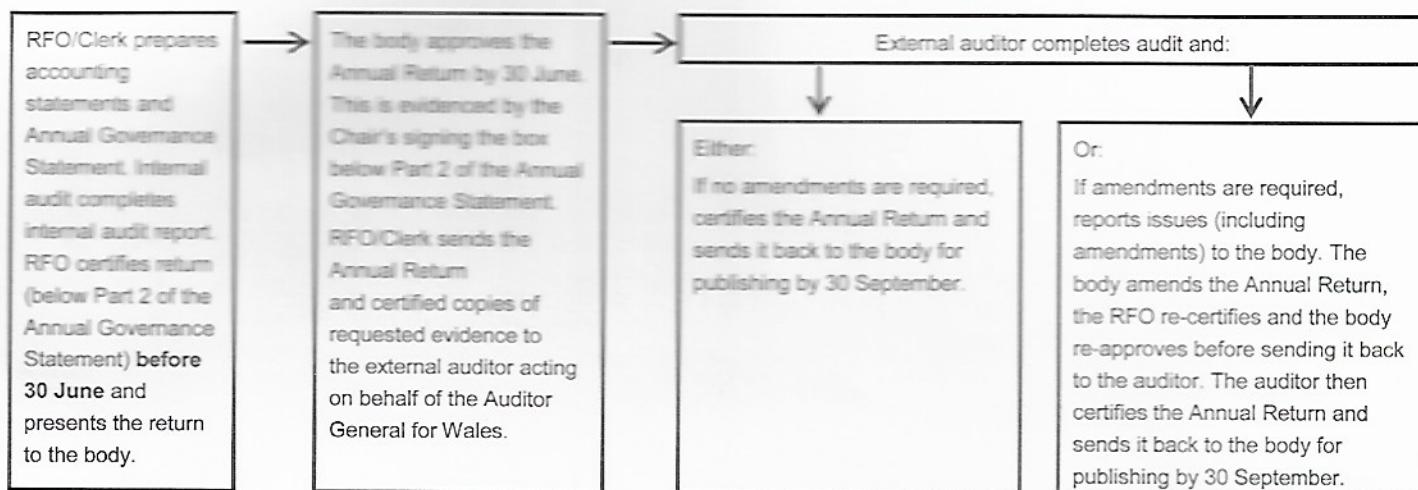 RFO/Clerk prepares
accounting
statements and
Annual Governance
Statement. Internal
audit completes
internal audit report.
RFO certifies return
(below Part 2 of the
Annual Governance
Statement) before
30 June and
presents the return
to the body.
The body approves the
Annual Return by 30 June.
This is evidenced by the
Chair's signing the box
below Part 2 of the Annual
Governance Statement.
RFO/Clerk sends the
Annual Return
and certified copies of
requested evidence to
the external auditor acting
on behalf of the Auditor
General for Wales.
External auditor completes audit and:
Either:
If no amendments are required,
certifies the Annual Return and
sends it back to the body for
publishing by 30 September.
Or:
If amendments are required,
reports issues (including
amendments) to the body. The
body amends the Annual Return,
the RFO re-certifies and the body
re-approves before sending it back
to the auditor. The auditor then
certifies the Annual Return and
sends it back to the body for
publishing by 30 September.